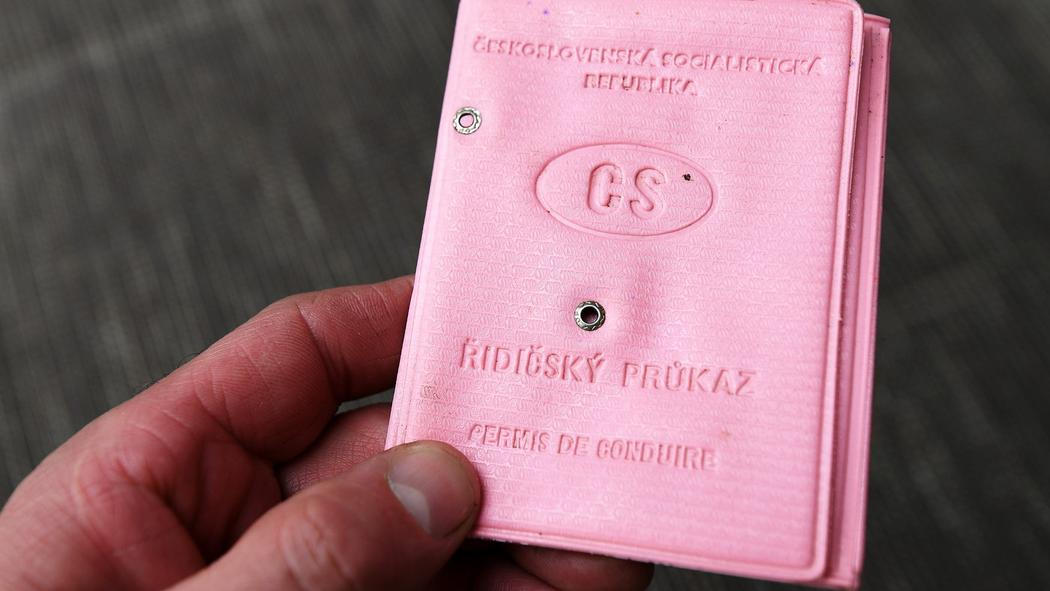 ČESKOSLOVENSKÁ SOCIALISTICKÁ
REPUBLIKA
CS
ŘIDIČSKÝ PRŮKAZ
PERMIS DE CONDUIRE